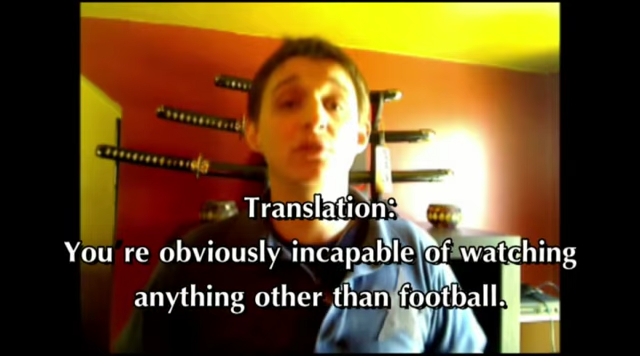 Translation:
You re obviously incapable of watching
anything other than football.